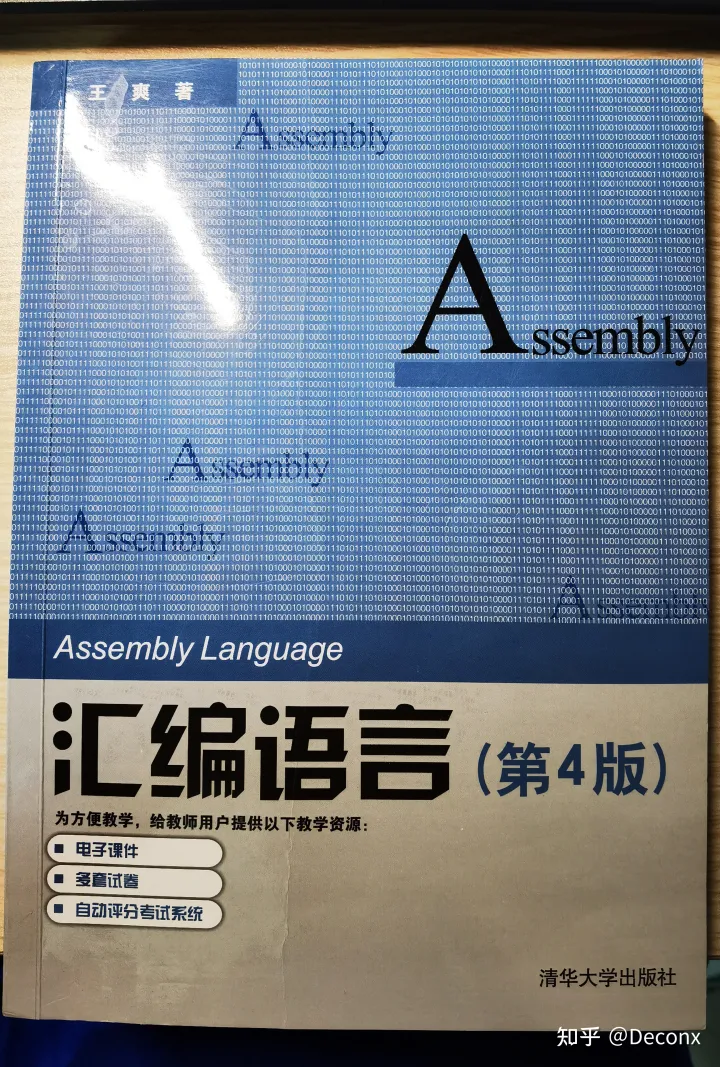 王 爽 著
Assembly
Assembly
Assembly
Assembly
Assembly Language
汇编语言(第4版)
为方便教学，给教师用户提供以下教学资源：
■ 电子课件
■ 多套试卷
■ 自动评分考试系统
清华大学出版社
知乎 @Deconx